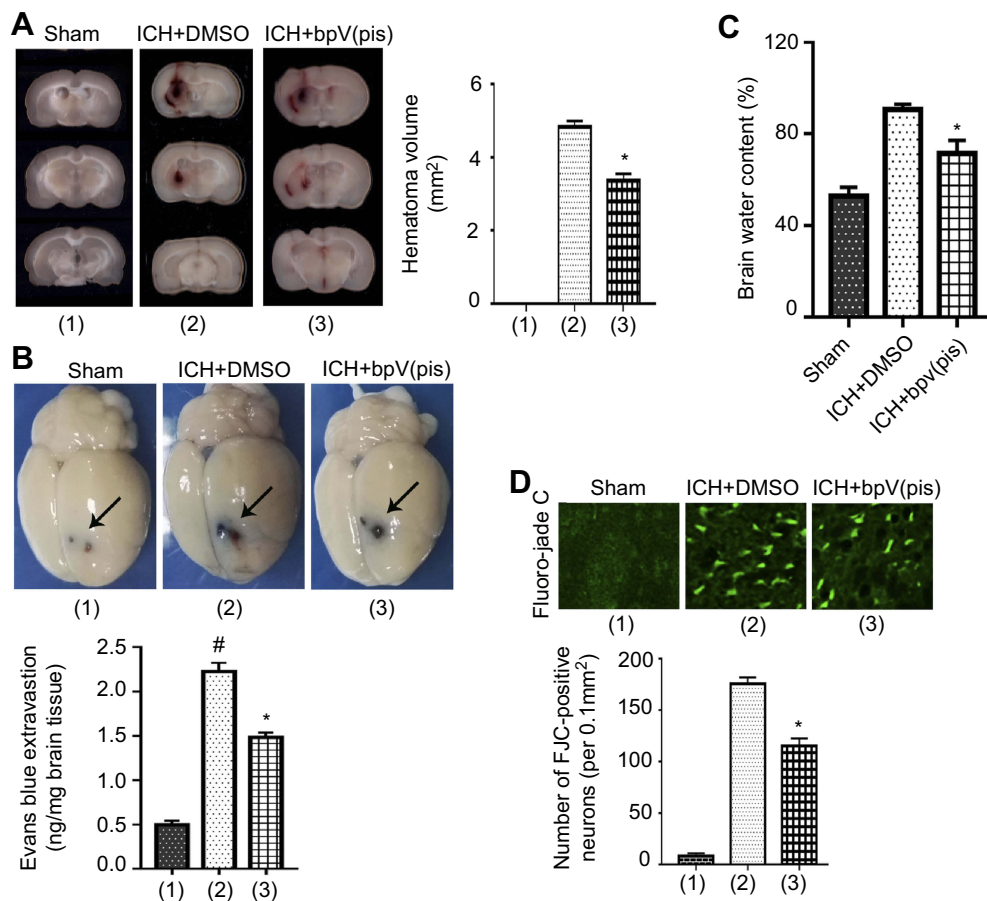 A
Sham
ICH+DMSO
ICH+bpV(pis)
(1)
(2)
(3)
Hematoma volume
(mm²)
6
4
2
0
(1)
(2)
(3)
*
C
Brain water content (%)
120
80
40
0
*
Sham
ICH+DMSO
ICH+bpv(pis)
B
Sham
ICH+DMSO
ICH+bpV(pis)
(1)
(2)
(3)
Evans blue extravastion
(ng/mg brain tissue)
2.5
2.0
1.5
1.0
0.5
0.0
#
*
(1)
(2)
(3)
D
Fluoro-jade C
Sham
ICH+DMSO
ICH+bpV(pis)
(1)
(2)
(3)
Number of FJC-positive
neurons (per 0.1mm²)
200
150
100
50
0
*
(1)
(2)
(3)